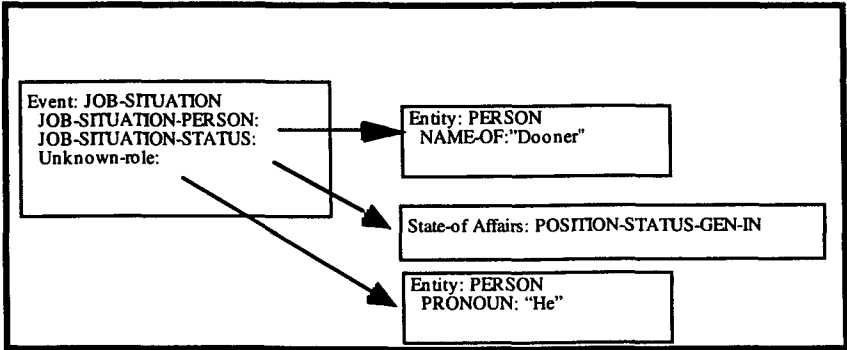 Event: JOB-SITUATION
JOB-SITUATION-PERSON:
JOB-SITUATION-STATUS:
Unknown-role:
Entity: PERSON
NAME-OF:"Dooner"
State-of Affairs: POSITION-STATUS-GEN-IN
Entity: PERSON
PRONOUN: “He”